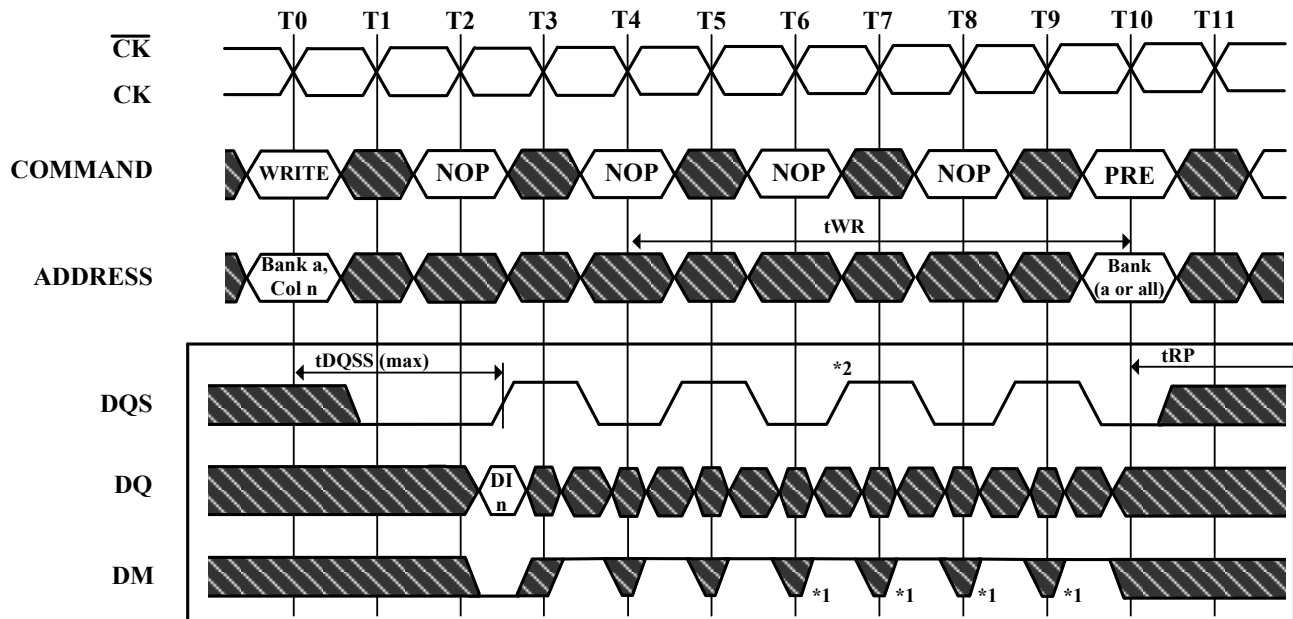 T0 T1 T2 T3 T4 T5 T6 T7 T8 T9 T10 T11
CK
CK
COMMAND WRITE NOP NOP NOP NOP PRE
tWR
ADDRESS Bank a, Col n Bank (a or all)
tDQSS (max) *2 tRP
DQS
DQ DI n
DM *1 *1 *1 *1